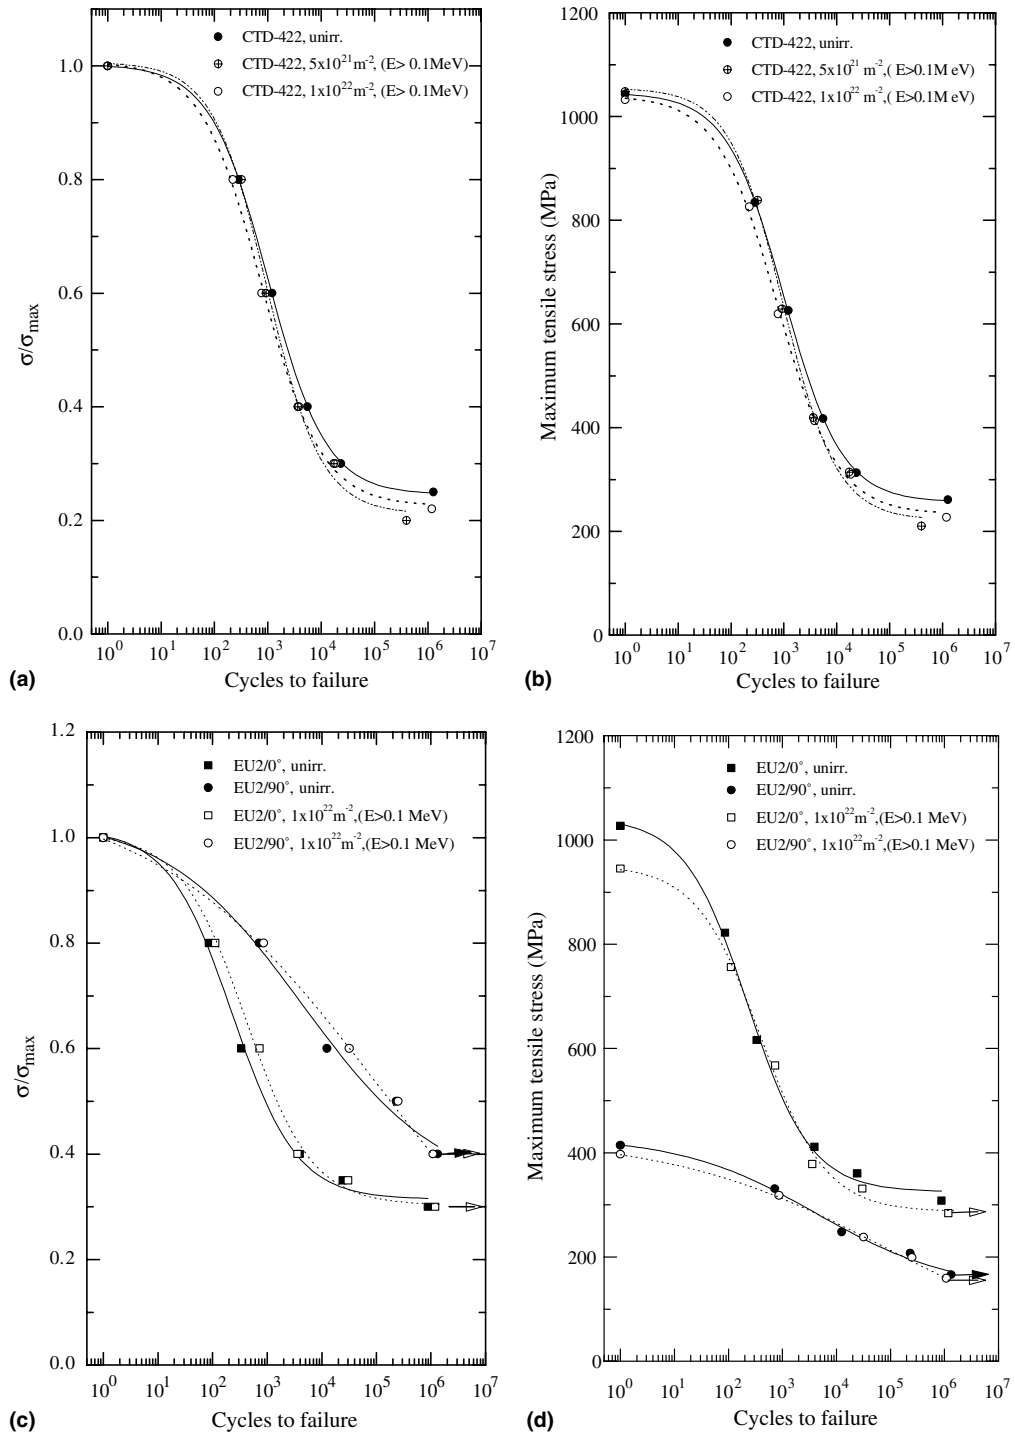 CTD-422, unirr.
CTD-422, 5x10²¹m⁻², (E> 0.1MeV)
CTD-422, 1x10²²m⁻², (E> 0.1MeV)
1.0
0.8
0.6
0.4
0.2
0.0
σ/σmax
10⁰ 10¹ 10² 10³ 10⁴ 10⁵ 10⁶ 10⁷
Cycles to failure
(a)
CTD-422, unirr.
CTD-422, 5x10²¹ m⁻²,( E>0.1M eV)
CTD-422, 1x10²² m⁻²,( E>0.1M eV)
1200
1000
800
600
400
200
0
Maximum tensile stress (MPa)
10⁰ 10¹ 10² 10³ 10⁴ 10⁵ 10⁶ 10⁷
Cycles to failure
(b)
EU2/0°, unirr.
EU2/90°, unirr.
EU2/0°, 1x10²²m⁻²,(E>0.1 MeV)
EU2/90°, 1x10²²m⁻²,(E>0.1 MeV)
1.2
1.0
0.8
0.6
0.4
0.2
0.0
σ/σmax
10⁰ 10¹ 10² 10³ 10⁴ 10⁵ 10⁶ 10⁷
Cycles to failure
(c)
EU2/0°, unirr.
EU2/90°, unirr.
EU2/0°, 1x10²²m⁻²,(E>0.1 MeV)
EU2/90°, 1x10²²m⁻²,(E>0.1 MeV)
1200
1000
800
600
400
200
0
Maximum tensile stress (MPa)
10⁰ 10¹ 10² 10³ 10⁴ 10⁵ 10⁶ 10⁷
Cycles to failure
(d)